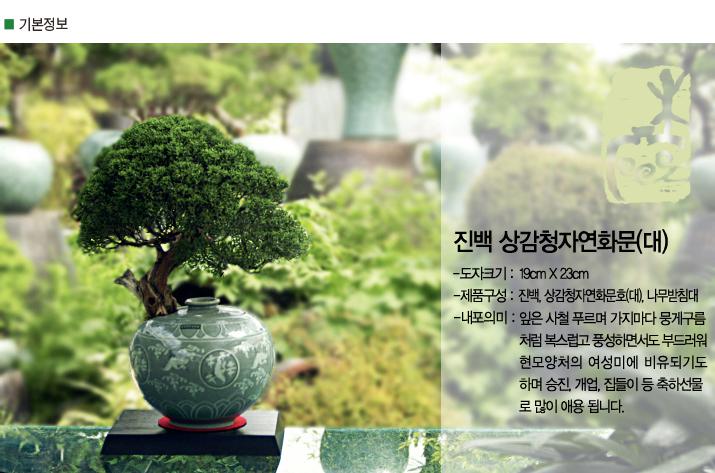 기본정보
진백 상감청자연화문(대)
-도자크기 : 19cm X 23cm
-제품구성 : 진백, 상감청자연화문호(대), 나무받침대
-내포의미 : 잎은 사철 푸르며 가지마다 뭉게구름
처럼 복스럽고 풍성하면서도 부드러워
현모양처의 여성미에 비유되기도
하며 승진, 개업, 집들이 등 축하선물
로 많이 애용 됩니다.